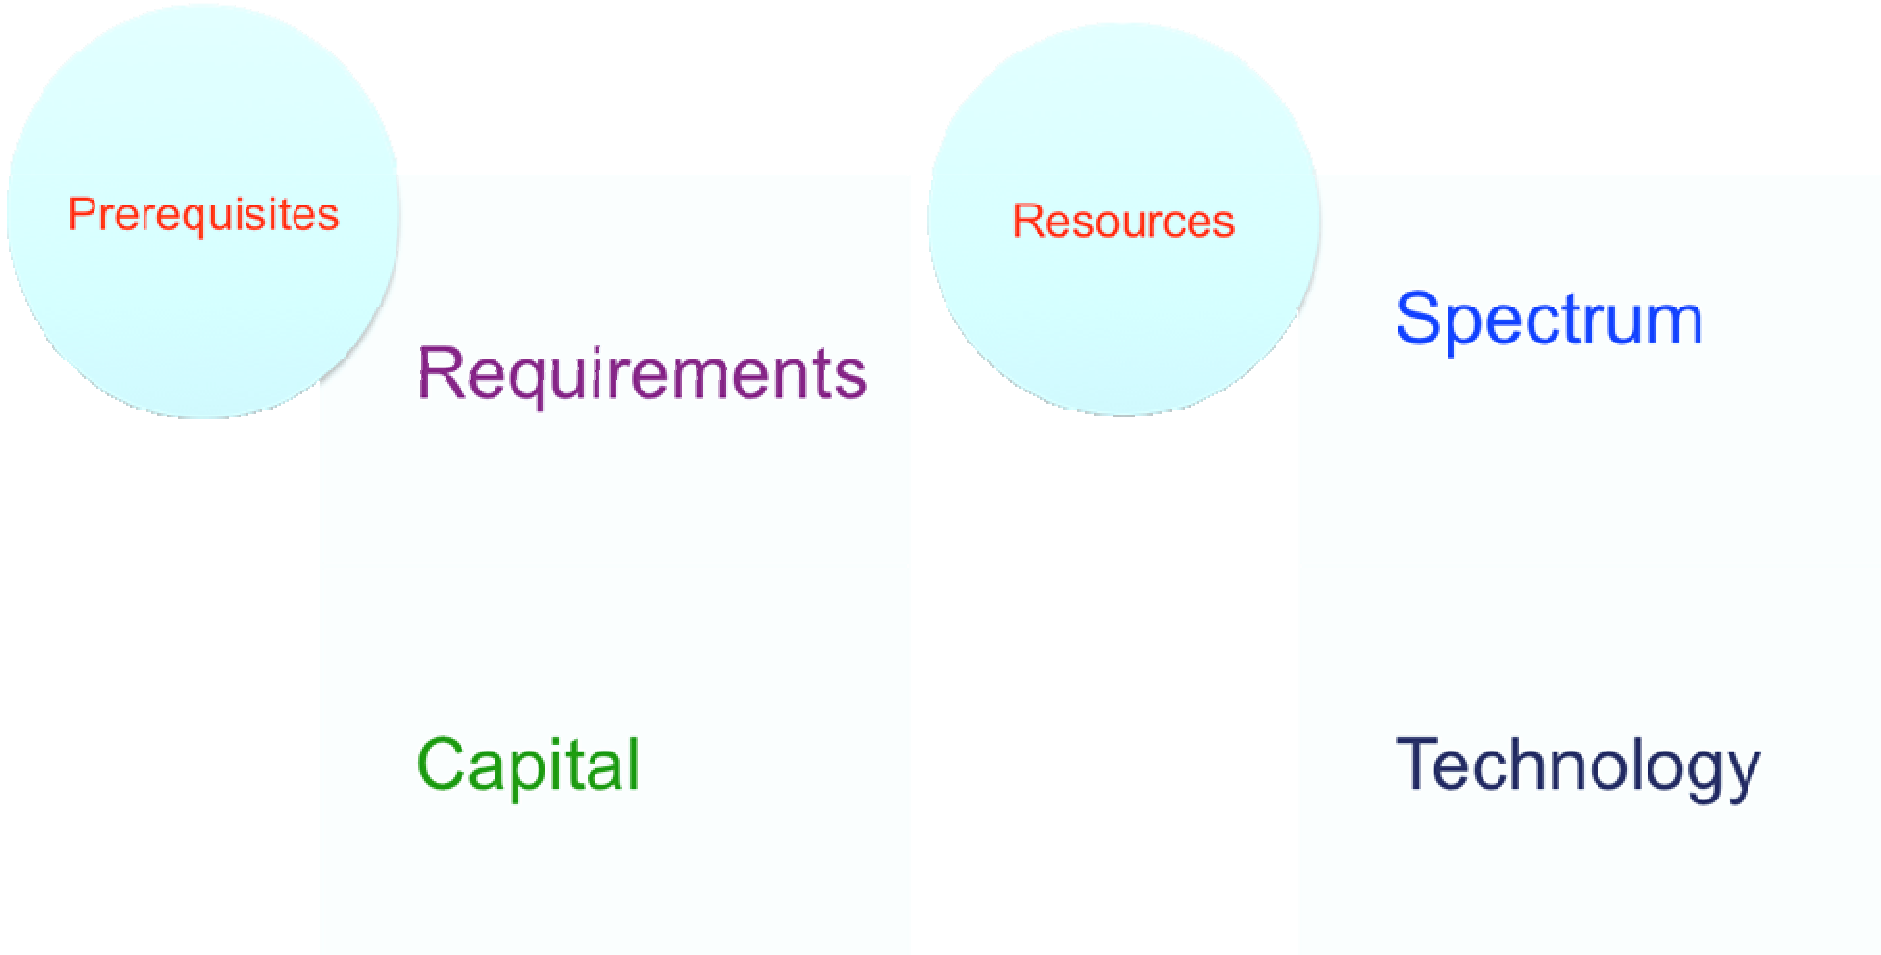 Prerequisites
Requirements
Capital
Resources
Spectrum
Technology